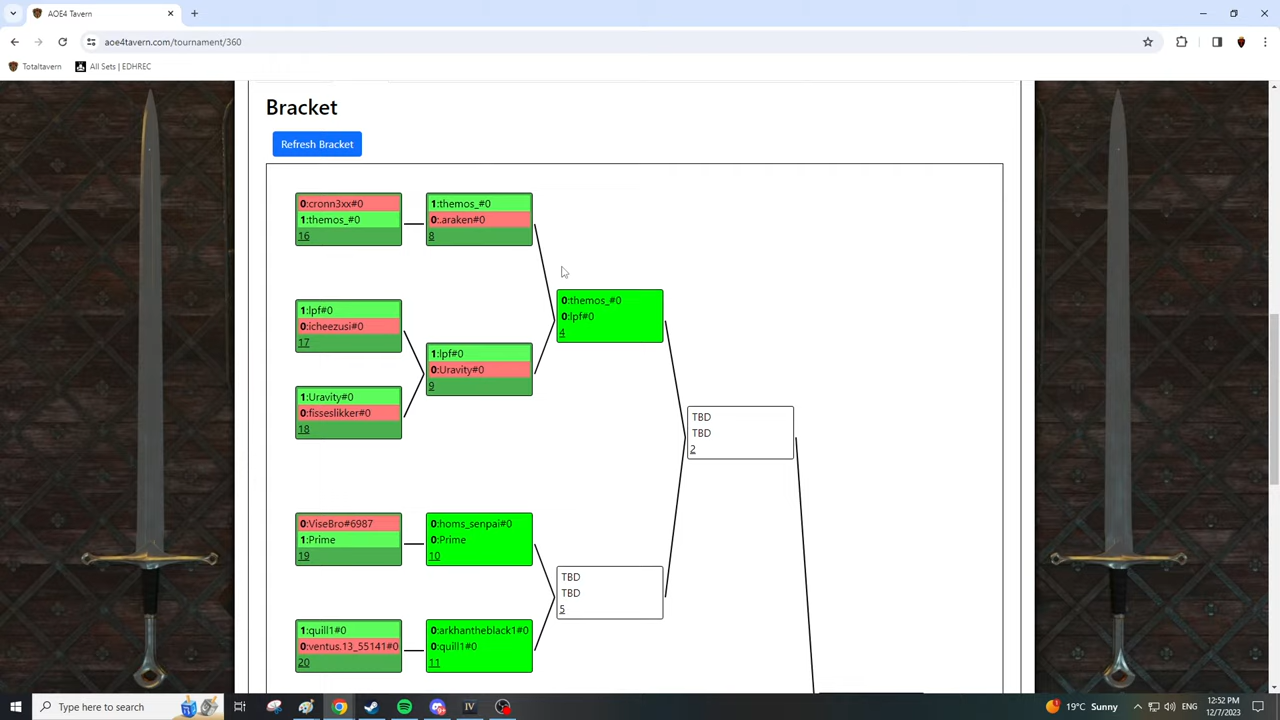 AOE4 Tavern
aoe4tavern.com/tournament/360
Totaltavern
All Sets | EDHREC
Bracket
Refresh Bracket
0:cronn3xx#0
1:themos_#0
16
1:themos_#0
0:.araken#0
8
0:themos_#0
0:lpf#0
4
1:lpf#0
0:icheezusi#0
17
1:lpf#0
0:Uravity#0
9
1:Uravity#0
0:fisseslikker#0
18
TBD
TBD
2
0:ViseBro#6987
1:Prime
19
0:homs_senpai#0
0:Prime
10
TBD
TBD
5
1:quill1#0
0:ventus.13_55141#0
20
0:arkhantheblack1#0
0:quill1#0
11
Type here to search
IV
19°C Sunny
ENG
12:52 PM
12/7/2023